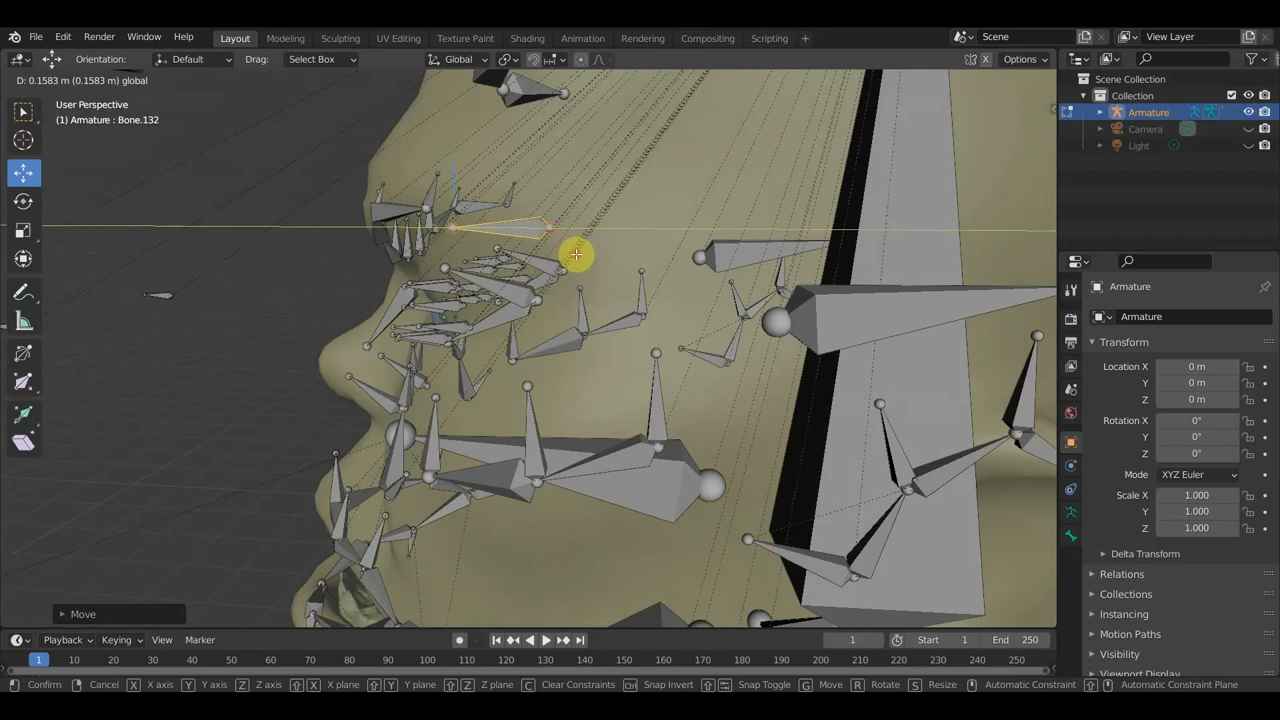 File Edit Render Window Help Layout Modeling Sculpting UV Editing Texture Paint Shading Animation Rendering Compositing Scripting + Scene View Layer
Orientation: Default Drag: Select Box Global X Options
D: 0.1583 m (0.1583 m) global
User Perspective
(1) Armature : Bone.132
Scene Collection
Collection
Armature
Camera
Light
Armature
Armature
Transform
Location X 0 m
Y 0 m
Z 0 m
Rotation X 0°
Y 0°
Z 0°
Mode XYZ Euler
Scale X 1.000
Y 1.000
Z 1.000
Delta Transform
Relations
Collections
Instancing
Motion Paths
Visibility
Viewport Display
Move
Playback Keying View Marker 1 Start 1 End 250
1 10 20 30 40 50 60 70 80 90 100 110 120 130 140 150 160 170 180 190 200 210 220 230 240 250
Confirm Cancel X X axis Y Y axis Z Z axis X X plane Y Y plane Z Z plane C Clear Constraints Ctrl Snap Invert Snap Toggle G Move R Rotate S Resize Automatic Constraint Automatic Constraint Plane